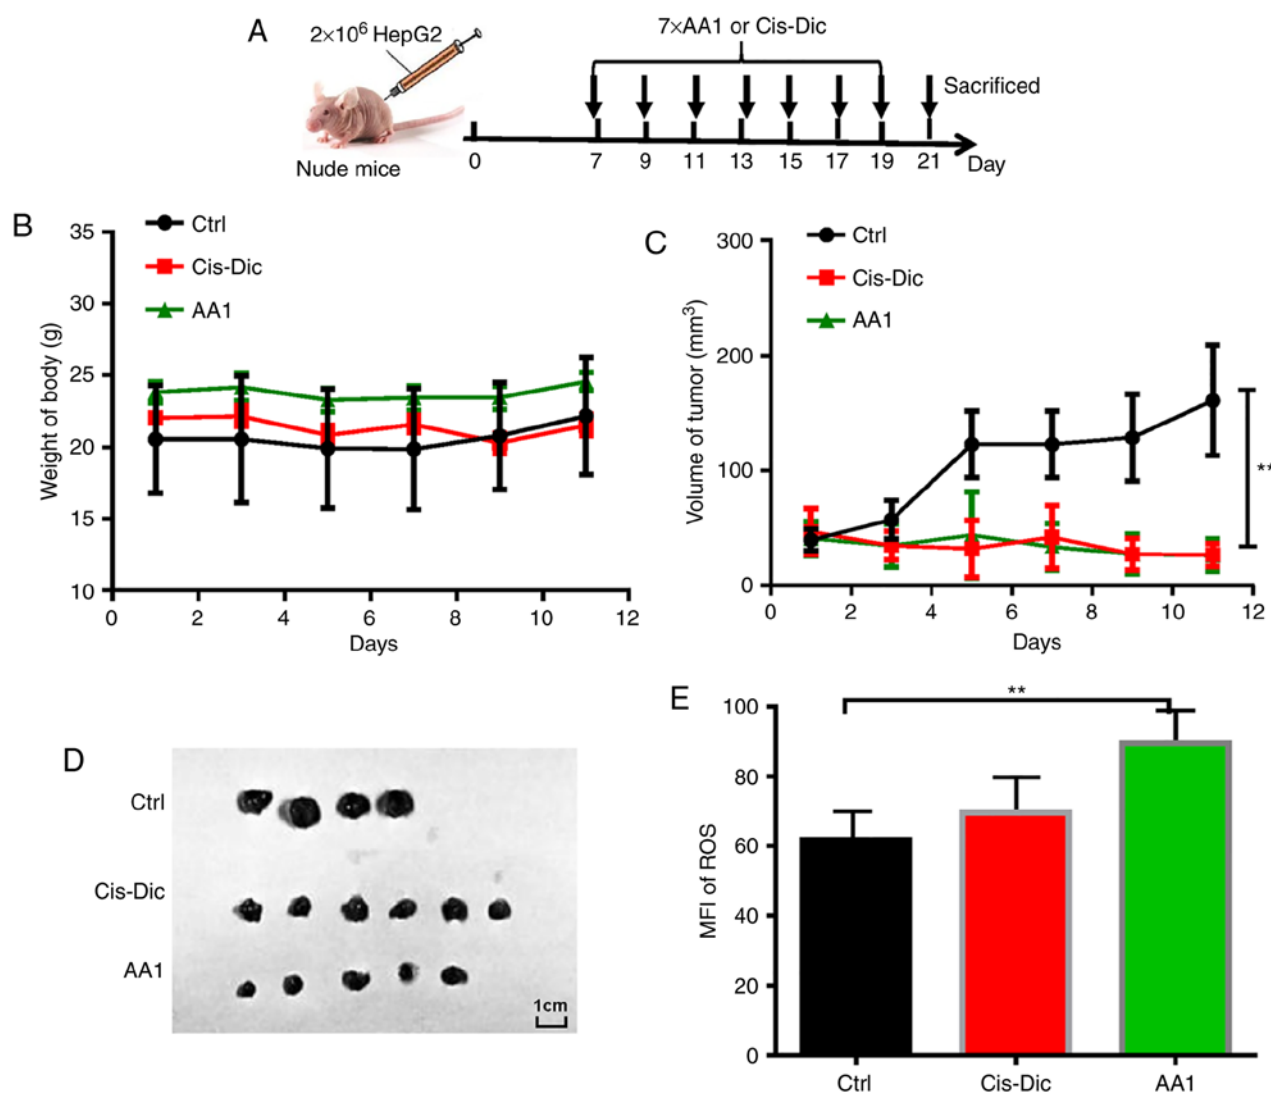 A
2×10⁶ HepG2
7×AA1 or Cis-Dic
Sacrificed
Nude mice
0 7 9 11 13 15 17 19 21 Day
B
Ctrl
Cis-Dic
AA1
Weight of body (g)
35
30
25
20
15
10
0 2 4 6 8 10 12
Days
C
Ctrl
Cis-Dic
AA1
Volume of tumor (mm³)
300
200
100
0
**
0 2 4 6 8 10 12
Days
D
Ctrl
Cis-Dic
AA1
1cm
E
**
MFI of ROS
100
80
60
40
20
0
Ctrl Cis-Dic AA1